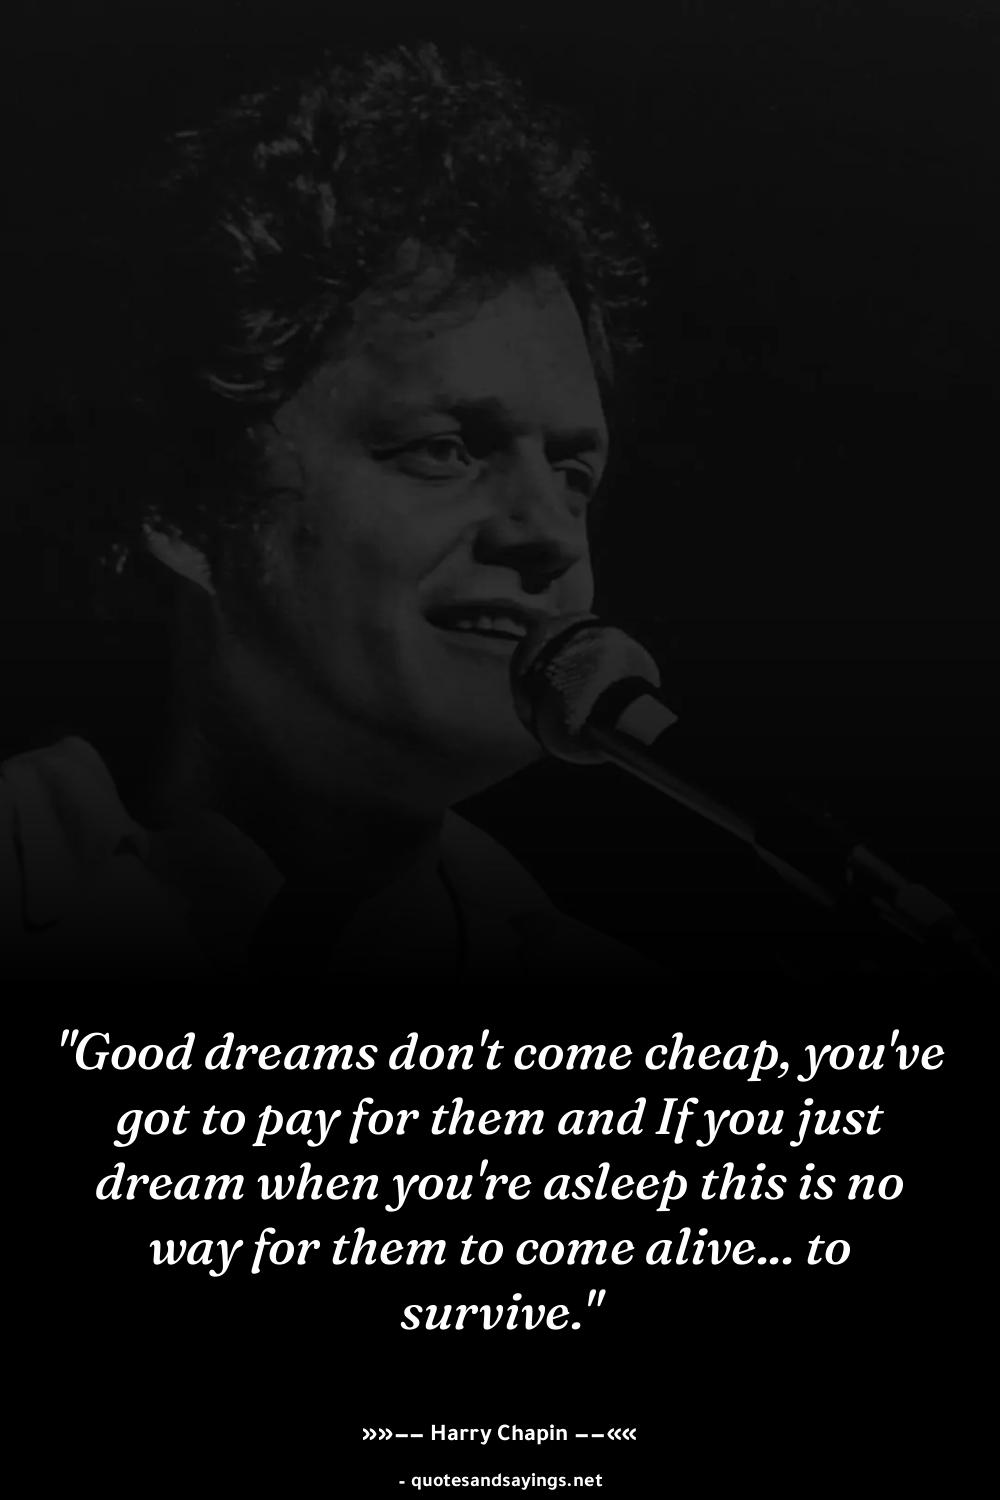 "Good dreams don't come cheap, you've
got to pay for them and If you just
dream when you're asleep this is no
way for them to come alive... to
survive."
»»–– Harry Chapin ––««
- quotesandsayings.net